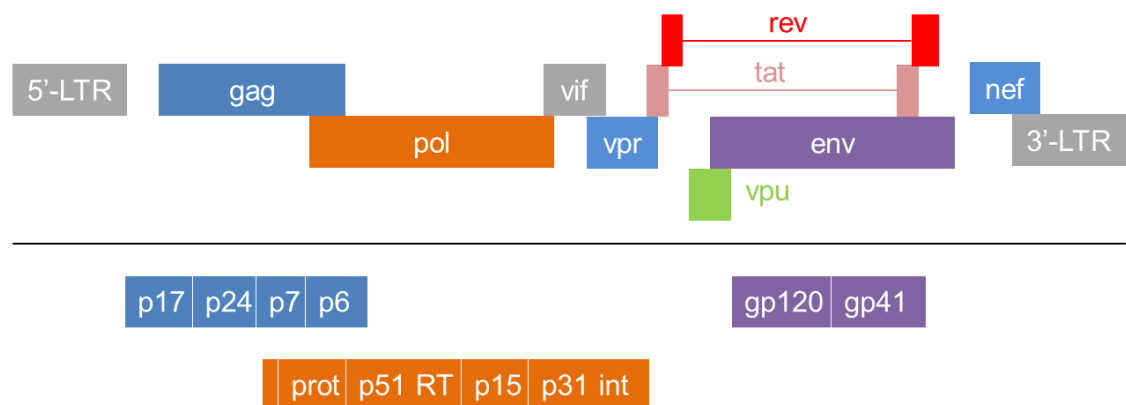 rev
5'-LTR
gag
vif
tat
nef
pol
vpr
env
3'-LTR
vpu
p17 p24 p7 p6
gp120 gp41
prot p51 RT p15 p31 int